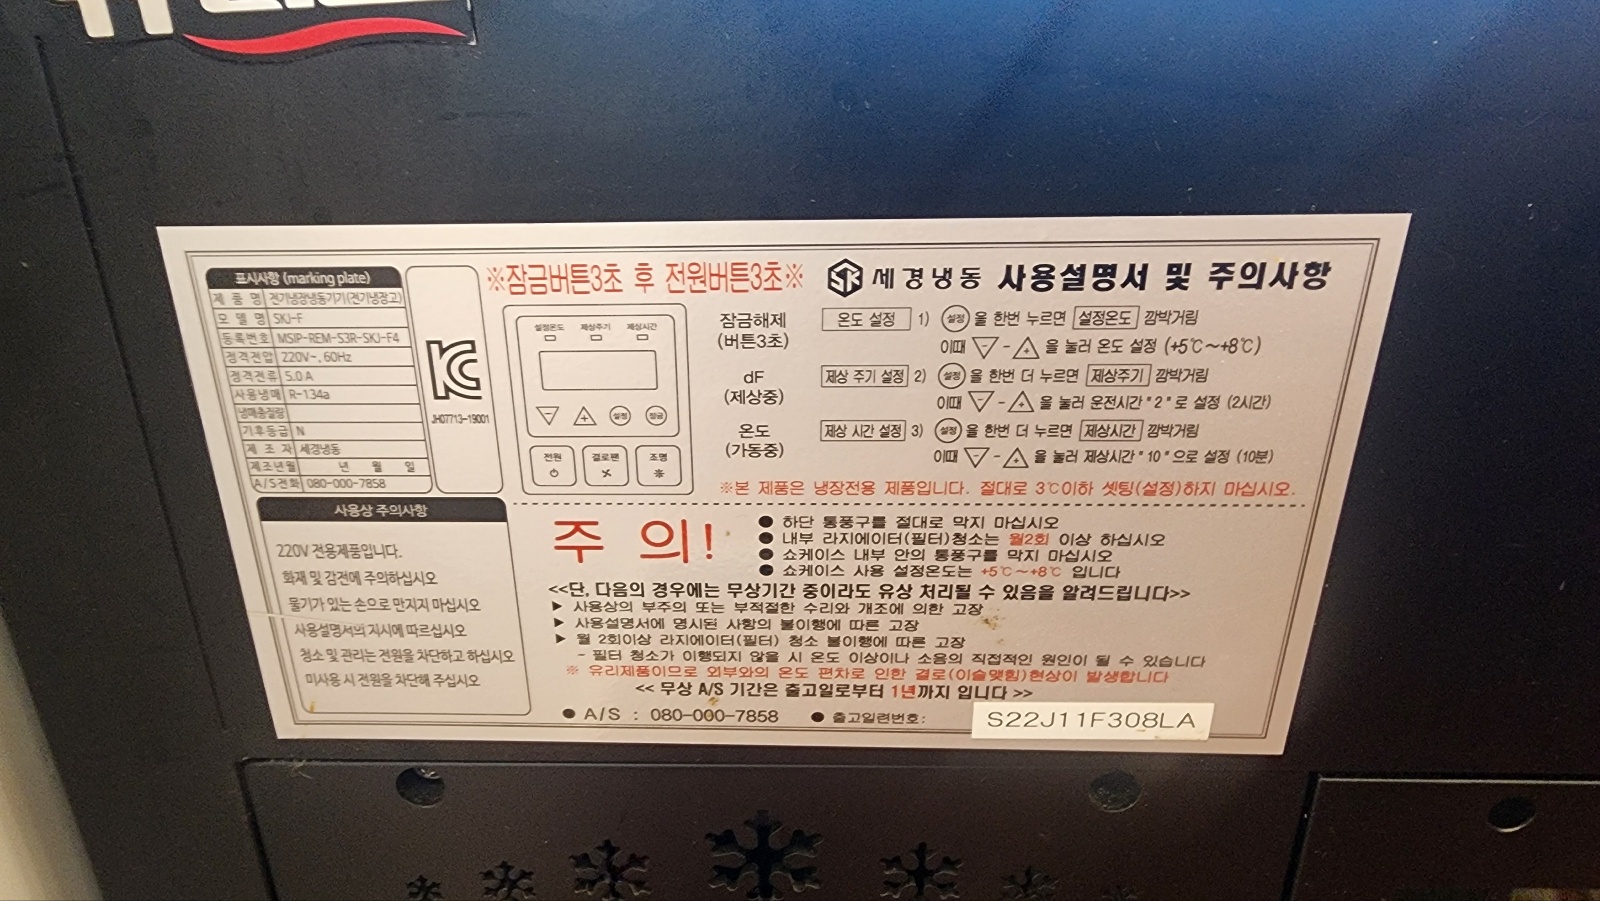 표시사항 (marking plate)
제 품 명 전기냉장냉동기기(전기냉장고)
모 델 명 SKJ-F
등록번호 MSIP-REM-S3R-SKJ-F4
정격전압 220V~, 60Hz
정격전류 5.0 A
사용냉매 R-134a
냉매총질량
기후등급 N
제 조 자 세경냉동
제조년월 년 월 일
A/S전화 080-000-7858
JH07713-19001
사용상 주의사항
220V 전용제품입니다.
화재 및 감전에 주의하십시오
물기가 있는 손으로 만지지 마십시오
사용설명서의 지시에 따르십시오
청소 및 관리는 전원을 차단하고 하십시오
미사용 시 전원을 차단해 주십시오
※잠금버튼3초 후 전원버튼3초※
설정온도 제상주기 제상시간
설정 잠금
전원 결로팬 조명
잠금해제
(버튼3초)
dF
(제상중)
온도
(가동중)
세경냉동 사용설명서 및 주의사항
온도 설정 1) 설정 을 한번 누르면 설정온도 깜박거림
이때 ▽ - △ 을 눌러 온도 설정 (+5℃~+8℃)
제상 주기 설정 2) 설정 을 한번 더 누르면 제상주기 깜박거림
이때 ▽ - △ 을 눌러 운전시간 "2"로 설정 (2시간)
제상 시간 설정 3) 설정 을 한번 더 누르면 제상시간 깜박거림
이때 ▽ - △ 을 눌러 제상시간 "10"으로 설정 (10분)
※본 제품은 냉장전용 제품입니다. 절대로 3℃이하 셋팅(설정)하지 마십시오.
주 의!
● 하단 통풍구를 절대로 막지 마십시오
● 내부 라지에이터(필터)청소는 월2회 이상 하십시오
● 쇼케이스 내부 안의 통풍구를 막지 마십시오
● 쇼케이스 사용 설정온도는 +5℃~+8℃ 입니다
<<단, 다음의 경우에는 무상기간 중이라도 유상 처리될 수 있음을 알려드립니다>>
▶ 사용상의 부주의 또는 부적절한 수리와 개조에 의한 고장
▶ 사용설명서에 명시된 사항의 불이행에 따른 고장
▶ 월 2회이상 라지에이터(필터) 청소 불이행에 따른 고장
- 필터 청소가 이행되지 않을 시 온도 이상이나 소음의 직접적인 원인이 될 수 있습니다
※ 유리제품이므로 외부와의 온도 편차로 인한 결로(이슬맺힘)현상이 발생합니다
<< 무상 A/S 기간은 출고일로부터 1년까지 입니다 >>
● A/S : 080-000-7858 ● 출고일련번호: S22J11F308LA